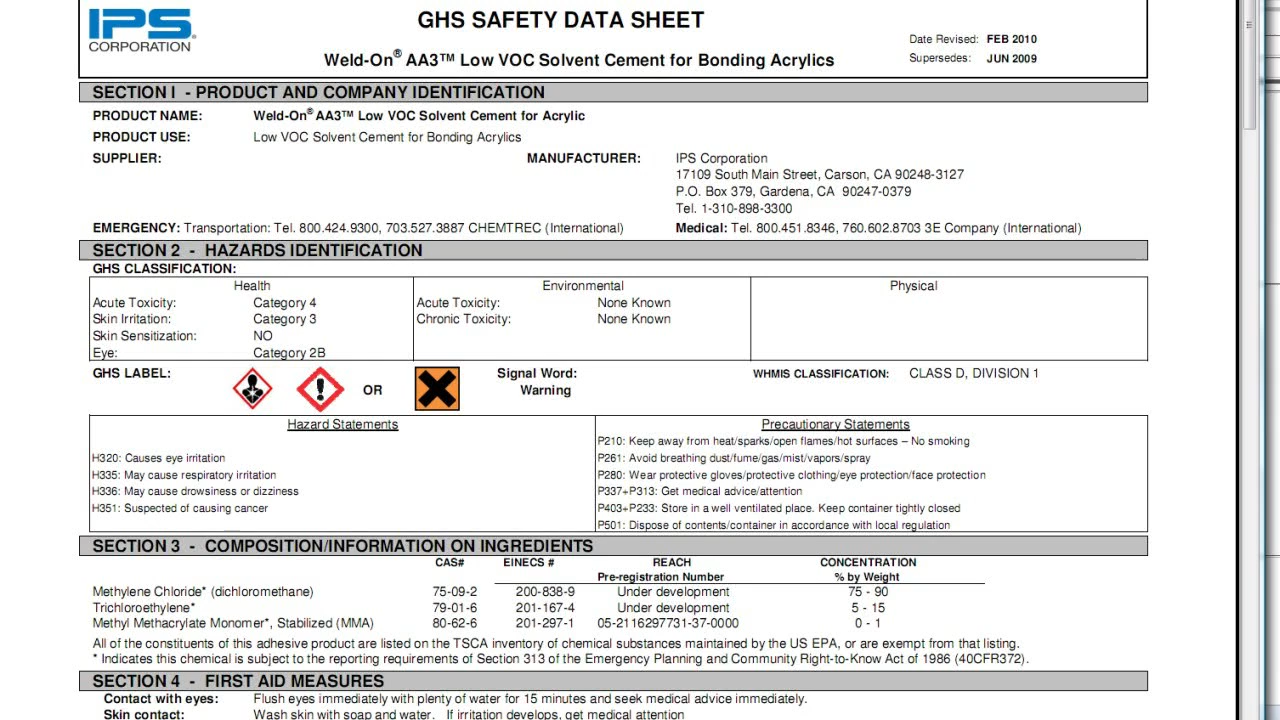 IPS
CORPORATION
GHS SAFETY DATA SHEET
Weld-On® AA3™ Low VOC Solvent Cement for Bonding Acrylics
Date Revised: FEB 2010
Supersedes: JUN 2009
SECTION I - PRODUCT AND COMPANY IDENTIFICATION
PRODUCT NAME: Weld-On® AA3™ Low VOC Solvent Cement for Acrylic
PRODUCT USE: Low VOC Solvent Cement for Bonding Acrylics
SUPPLIER: MANUFACTURER: IPS Corporation
17109 South Main Street, Carson, CA 90248-3127
P.O. Box 379, Gardena, CA 90247-0379
Tel. 1-310-898-3300
EMERGENCY: Transportation: Tel. 800.424.9300, 703.527.3887 CHEMTREC (International) Medical: Tel. 800.451.8346, 760.602.8703 3E Company (International)
SECTION 2 - HAZARDS IDENTIFICATION
GHS CLASSIFICATION:
Health Environmental Physical
Acute Toxicity: Category 4 Acute Toxicity: None Known
Skin Irritation: Category 3 Chronic Toxicity: None Known
Skin Sensitization: NO
Eye: Category 2B
GHS LABEL: OR Signal Word: WHMIS CLASSIFICATION: CLASS D, DIVISION 1
Warning
Hazard Statements Precautionary Statements
P210: Keep away from heat/sparks/open flames/hot surfaces – No smoking
H320: Causes eye irritation P261: Avoid breathing dust/fume/gas/mist/vapors/spray
H335: May cause respiratory irritation P280: Wear protective gloves/protective clothing/eye protection/face protection
H336: May cause drowsiness or dizziness P337+P313: Get medical advice/attention
H351: Suspected of causing cancer P403+P233: Store in a well ventilated place. Keep container tightly closed
P501: Dispose of contents/container in accordance with local regulation
SECTION 3 - COMPOSITION/INFORMATION ON INGREDIENTS
CAS# EINECS # REACH CONCENTRATION
Pre-registration Number % by Weight
Methylene Chloride* (dichloromethane) 75-09-2 200-838-9 Under development 75 - 90
Trichloroethylene* 79-01-6 201-167-4 Under development 5 - 15
Methyl Methacrylate Monomer*, Stabilized (MMA) 80-62-6 201-297-1 05-2116297731-37-0000 0 - 1
All of the constituents of this adhesive product are listed on the TSCA inventory of chemical substances maintained by the US EPA, or are exempt from that listing.
* Indicates this chemical is subject to the reporting requirements of Section 313 of the Emergency Planning and Community Right-to-Know Act of 1986 (40CFR372).
SECTION 4 - FIRST AID MEASURES
Contact with eyes: Flush eyes immediately with plenty of water for 15 minutes and seek medical advice immediately.
Skin contact: Wash skin with soap and water. If irritation develops, get medical attention